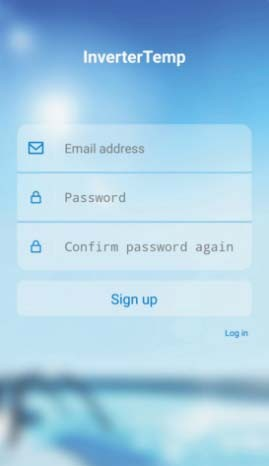 InverterTemp
Email address
Password
Confirm password again
Sign up
Log in